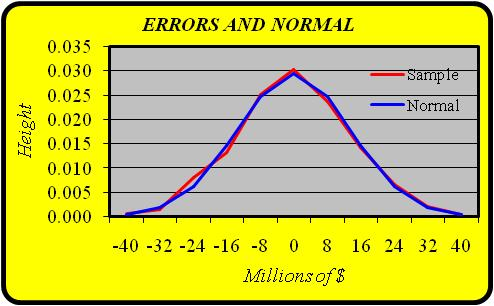 ERRORS AND NORMAL
Height
0.035
0.030
0.025
0.020
0.015
0.010
0.005
0.000
Sample
Normal
-40 -32 -24 -16 -8 0 8 16 24 32 40
Millions of $